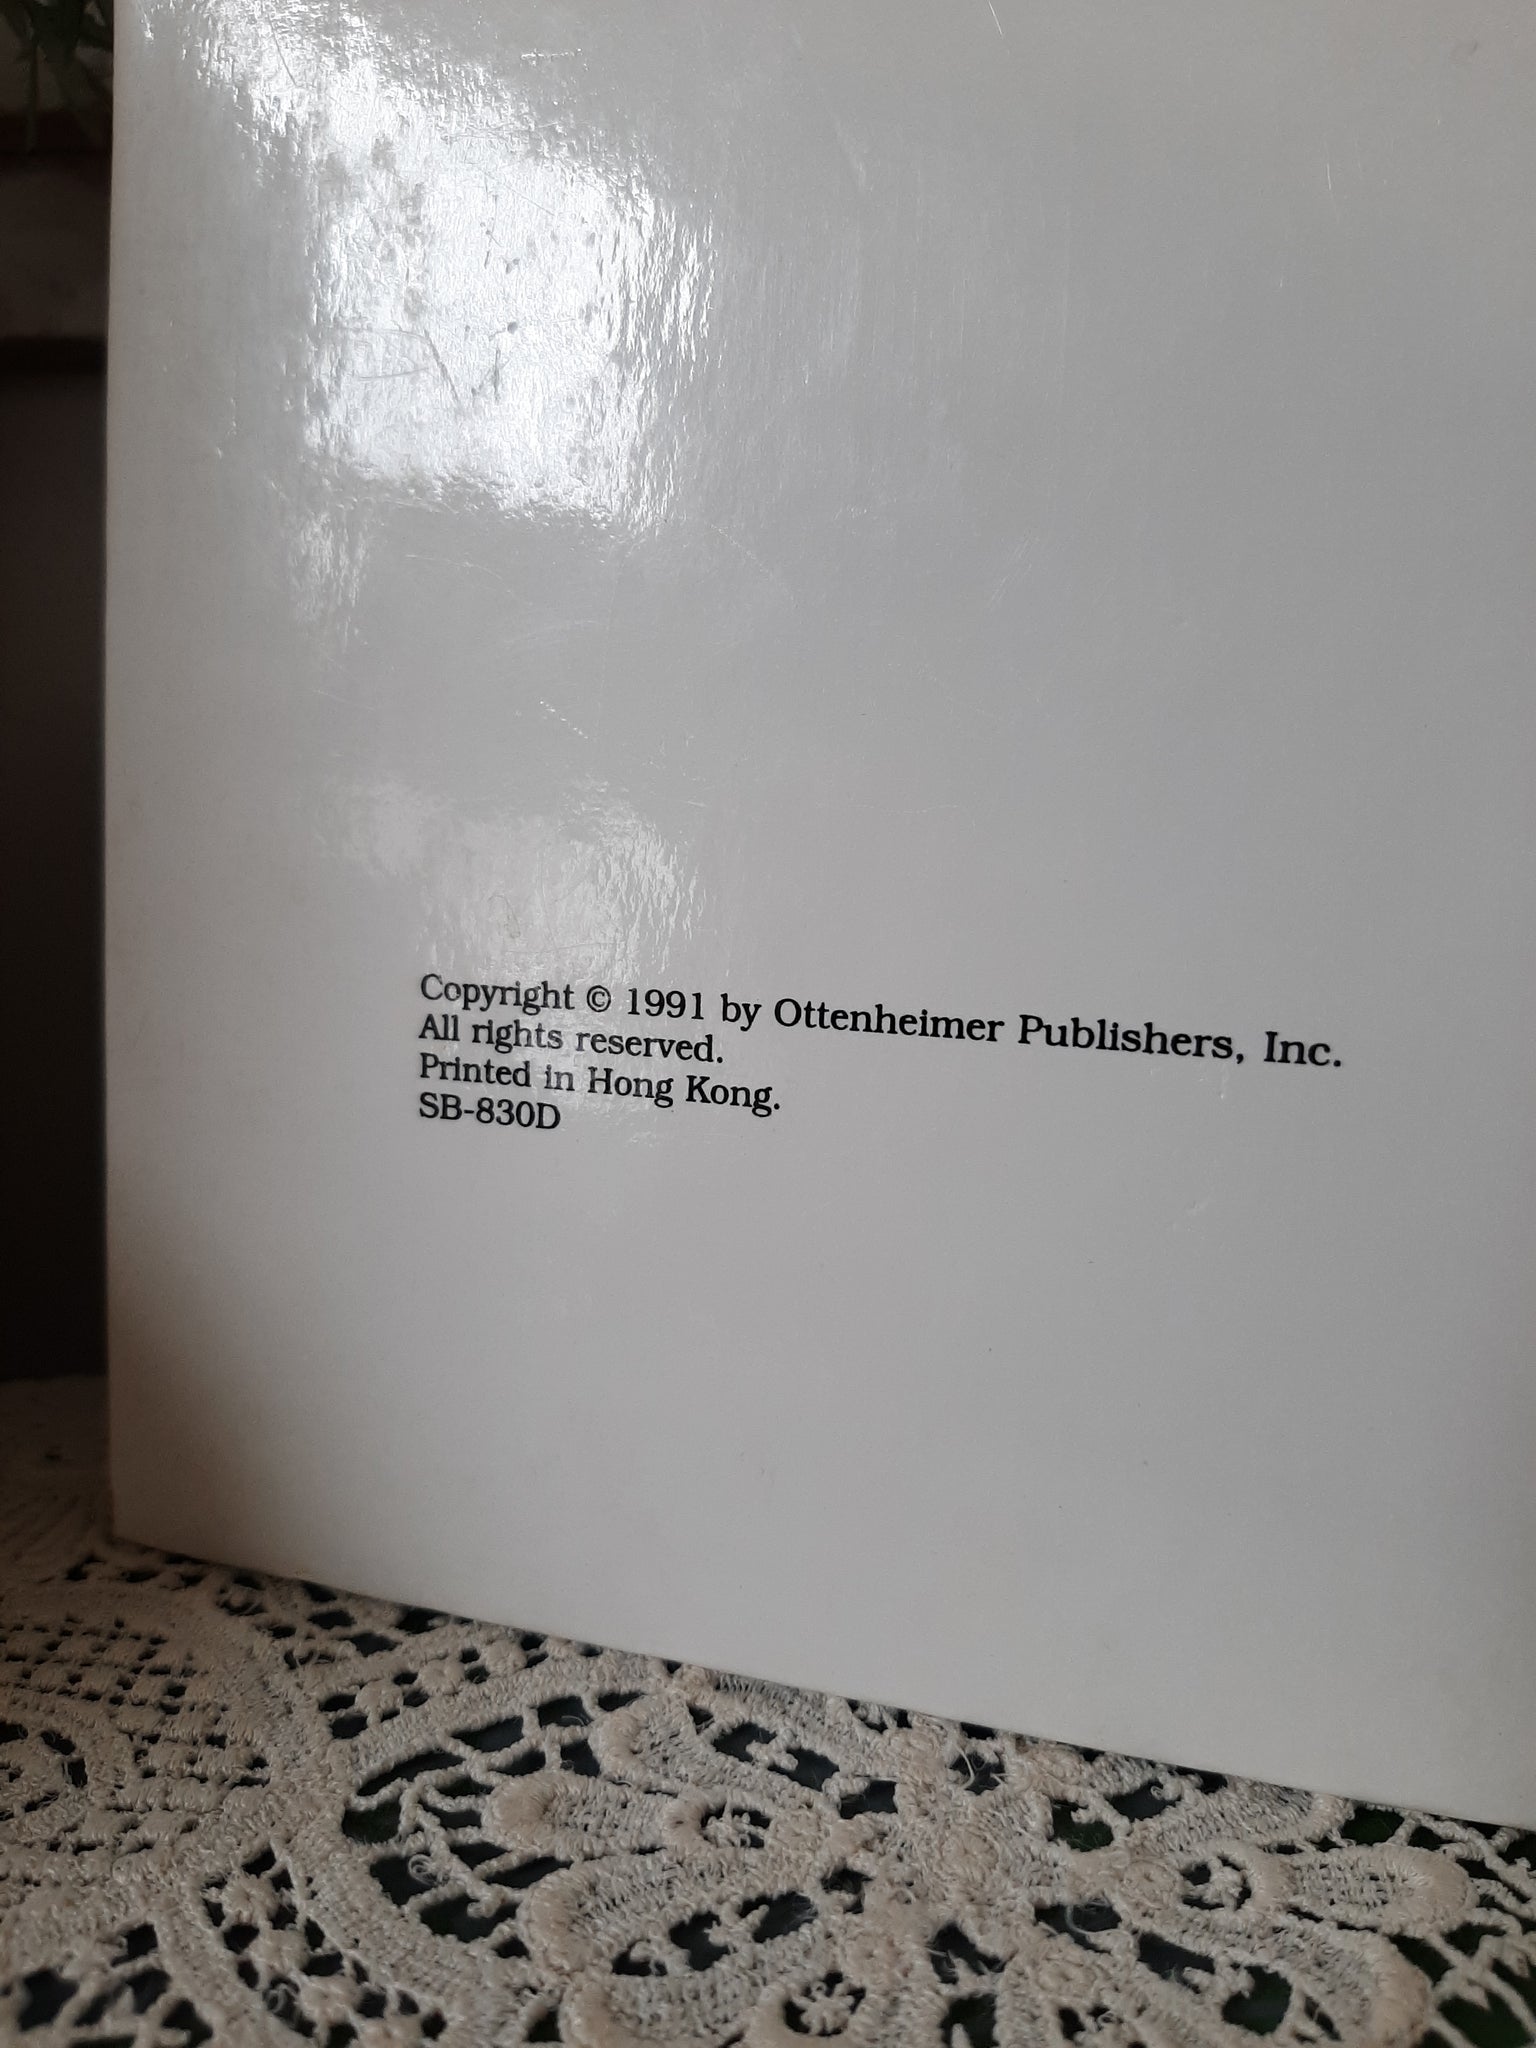 Copyright © 1991 by Ottenheimer Publishers, Inc.
All rights reserved.
Printed in Hong Kong.
SB-830D